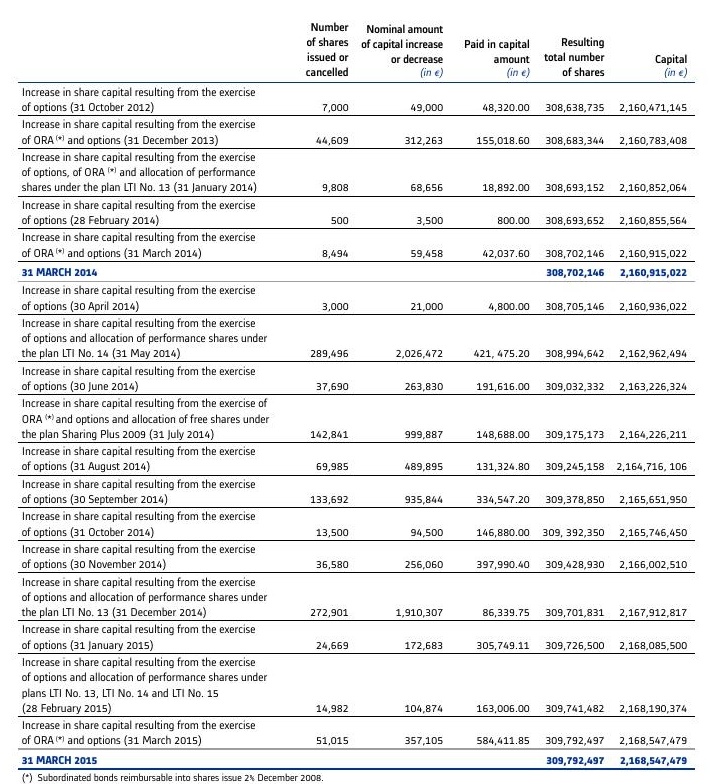 Number of shares issued or cancelled | Nominal amount of capital increase or decrease (in €) | Paid in capital amount (in €) | Resulting total number of shares | Capital (in €)
Increase in share capital resulting from the exercise
of options (31 October 2012) 7,000 49,000 48,320.00 308,638,735 2,160,471,145
Increase in share capital resulting from the exercise
of ORA (*) and options (31 December 2013) 44,609 312,263 155,018.60 308,683,344 2,160,783,408
Increase in share capital resulting from the exercise
of options, of ORA (*) and allocation of performance
shares under the plan LTI No. 13 (31 January 2014) 9,808 68,656 18,892.00 308,693,152 2,160,852,064
Increase in share capital resulting from the exercise
of options (28 February 2014) 500 3,500 800.00 308,693,652 2,160,855,564
Increase in share capital resulting from the exercise
of ORA (*) and options (31 March 2014) 8,494 59,458 42,037.60 308,702,146 2,160,915,022
31 MARCH 2014 308,702,146 2,160,915,022
Increase in share capital resulting from the exercise
of options (30 April 2014) 3,000 21,000 4,800.00 308,705,146 2,160,936,022
Increase in share capital resulting from the exercise
of options and allocation of performance shares under
the plan LTI No. 14 (31 May 2014) 289,496 2,026,472 421, 475.20 308,994,642 2,162,962,494
Increase in share capital resulting from the exercise
of options (30 June 2014) 37,690 263,830 191,616.00 309,032,332 2,163,226,324
Increase in share capital resulting from the exercise of
ORA (*) and options and allocation of free shares under
the plan Sharing Plus 2009 (31 July 2014) 142,841 999,887 148,688.00 309,175,173 2,164,226,211
Increase in share capital resulting from the exercise
of options (31 August 2014) 69,985 489,895 131,324.80 309,245,158 2,164,716, 106
Increase in share capital resulting from the exercise
of options (30 September 2014) 133,692 935,844 334,547.20 309,378,850 2,165,651,950
Increase in share capital resulting from the exercise
of options (31 October 2014) 13,500 94,500 146,880.00 309, 392,350 2,165,746,450
Increase in share capital resulting from the exercise
of options (30 November 2014) 36,580 256,060 397,990.40 309,428,930 2,166,002,510
Increase in share capital resulting from the exercise
of options and allocation of performance shares under
the plan LTI No. 13 (31 December 2014) 272,901 1,910,307 86,339.75 309,701,831 2,167,912,817
Increase in share capital resulting from the exercise
of options (31 January 2015) 24,669 172,683 305,749.11 309,726,500 2,168,085,500
Increase in share capital resulting from the exercise
of options and allocation of performance shares under
plans LTI No. 13, LTI No. 14 and LTI No. 15
(28 February 2015) 14,982 104,874 163,006.00 309,741,482 2,168,190,374
Increase in share capital resulting from the exercise
of ORA (*) and options (31 March 2015) 51,015 357,105 584,411.85 309,792,497 2,168,547,479
31 MARCH 2015 309,792,497 2,168,547,479
(*) Subordinated bonds reimbursable into shares issue 2% December 2008.